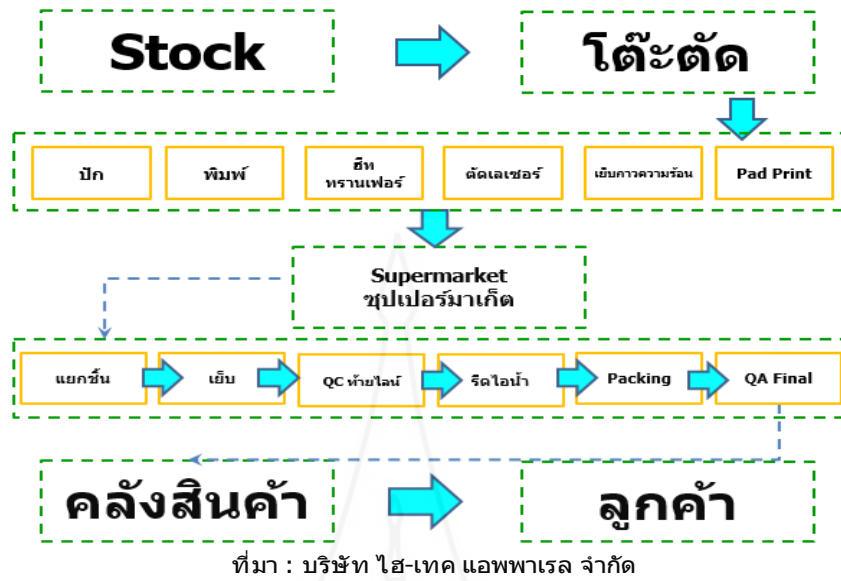 Stock
โต๊ะตัด
ปัก
พิมพ์
ฮีท
ทรานเฟอร์
ตัดเลเซอร์
เย็บกาวความร้อน
Pad Print
Supermarket
ซุปเปอร์มาเก็ต
แยกชิ้น
เย็บ
QC ท้ายไลน์
รีดไอน้ำ
Packing
QA Final
คลังสินค้า
ลูกค้า
ที่มา : บริษัท ไฮ-เทค แอพพาเรล จำกัด